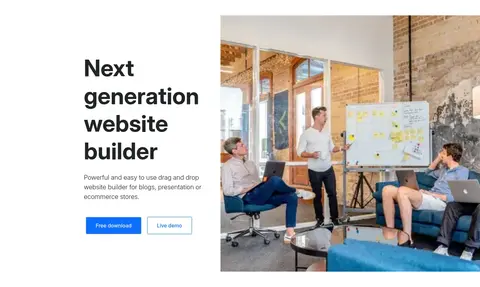 Next
generation
website
builder
Powerful and easy to use drag and drop
website builder for blogs, presentation or
ecommerce stores.
Free download
Live demo